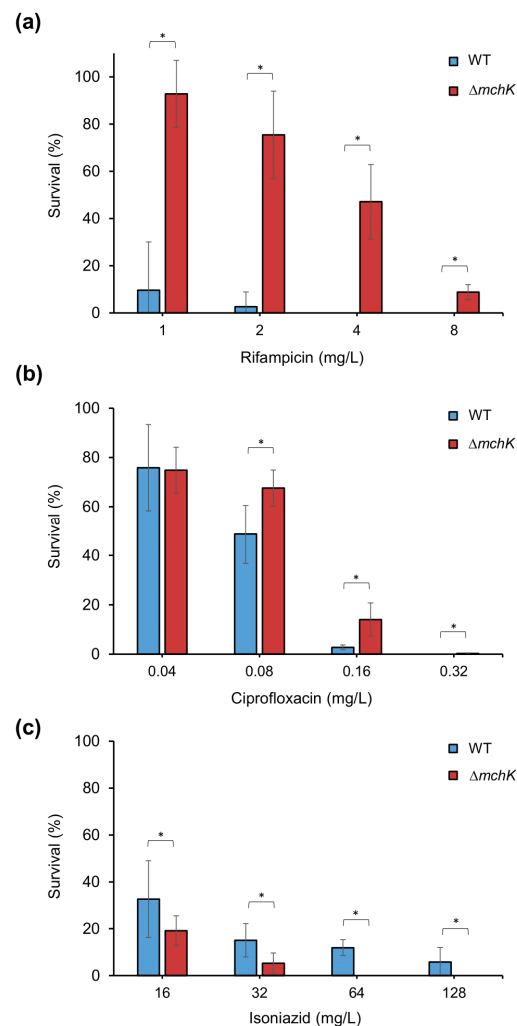 (a)
* * * *
WT
ΔmchK
Survival (%)
100
80
60
40
20
0
1 2 4 8
Rifampicin (mg/L)
(b)
* * *
WT
ΔmchK
Survival (%)
100
80
60
40
20
0
0.04 0.08 0.16 0.32
Ciprofloxacin (mg/L)
(c)
* * * *
WT
ΔmchK
Survival (%)
100
80
60
40
20
0
16 32 64 128
Isoniazid (mg/L)